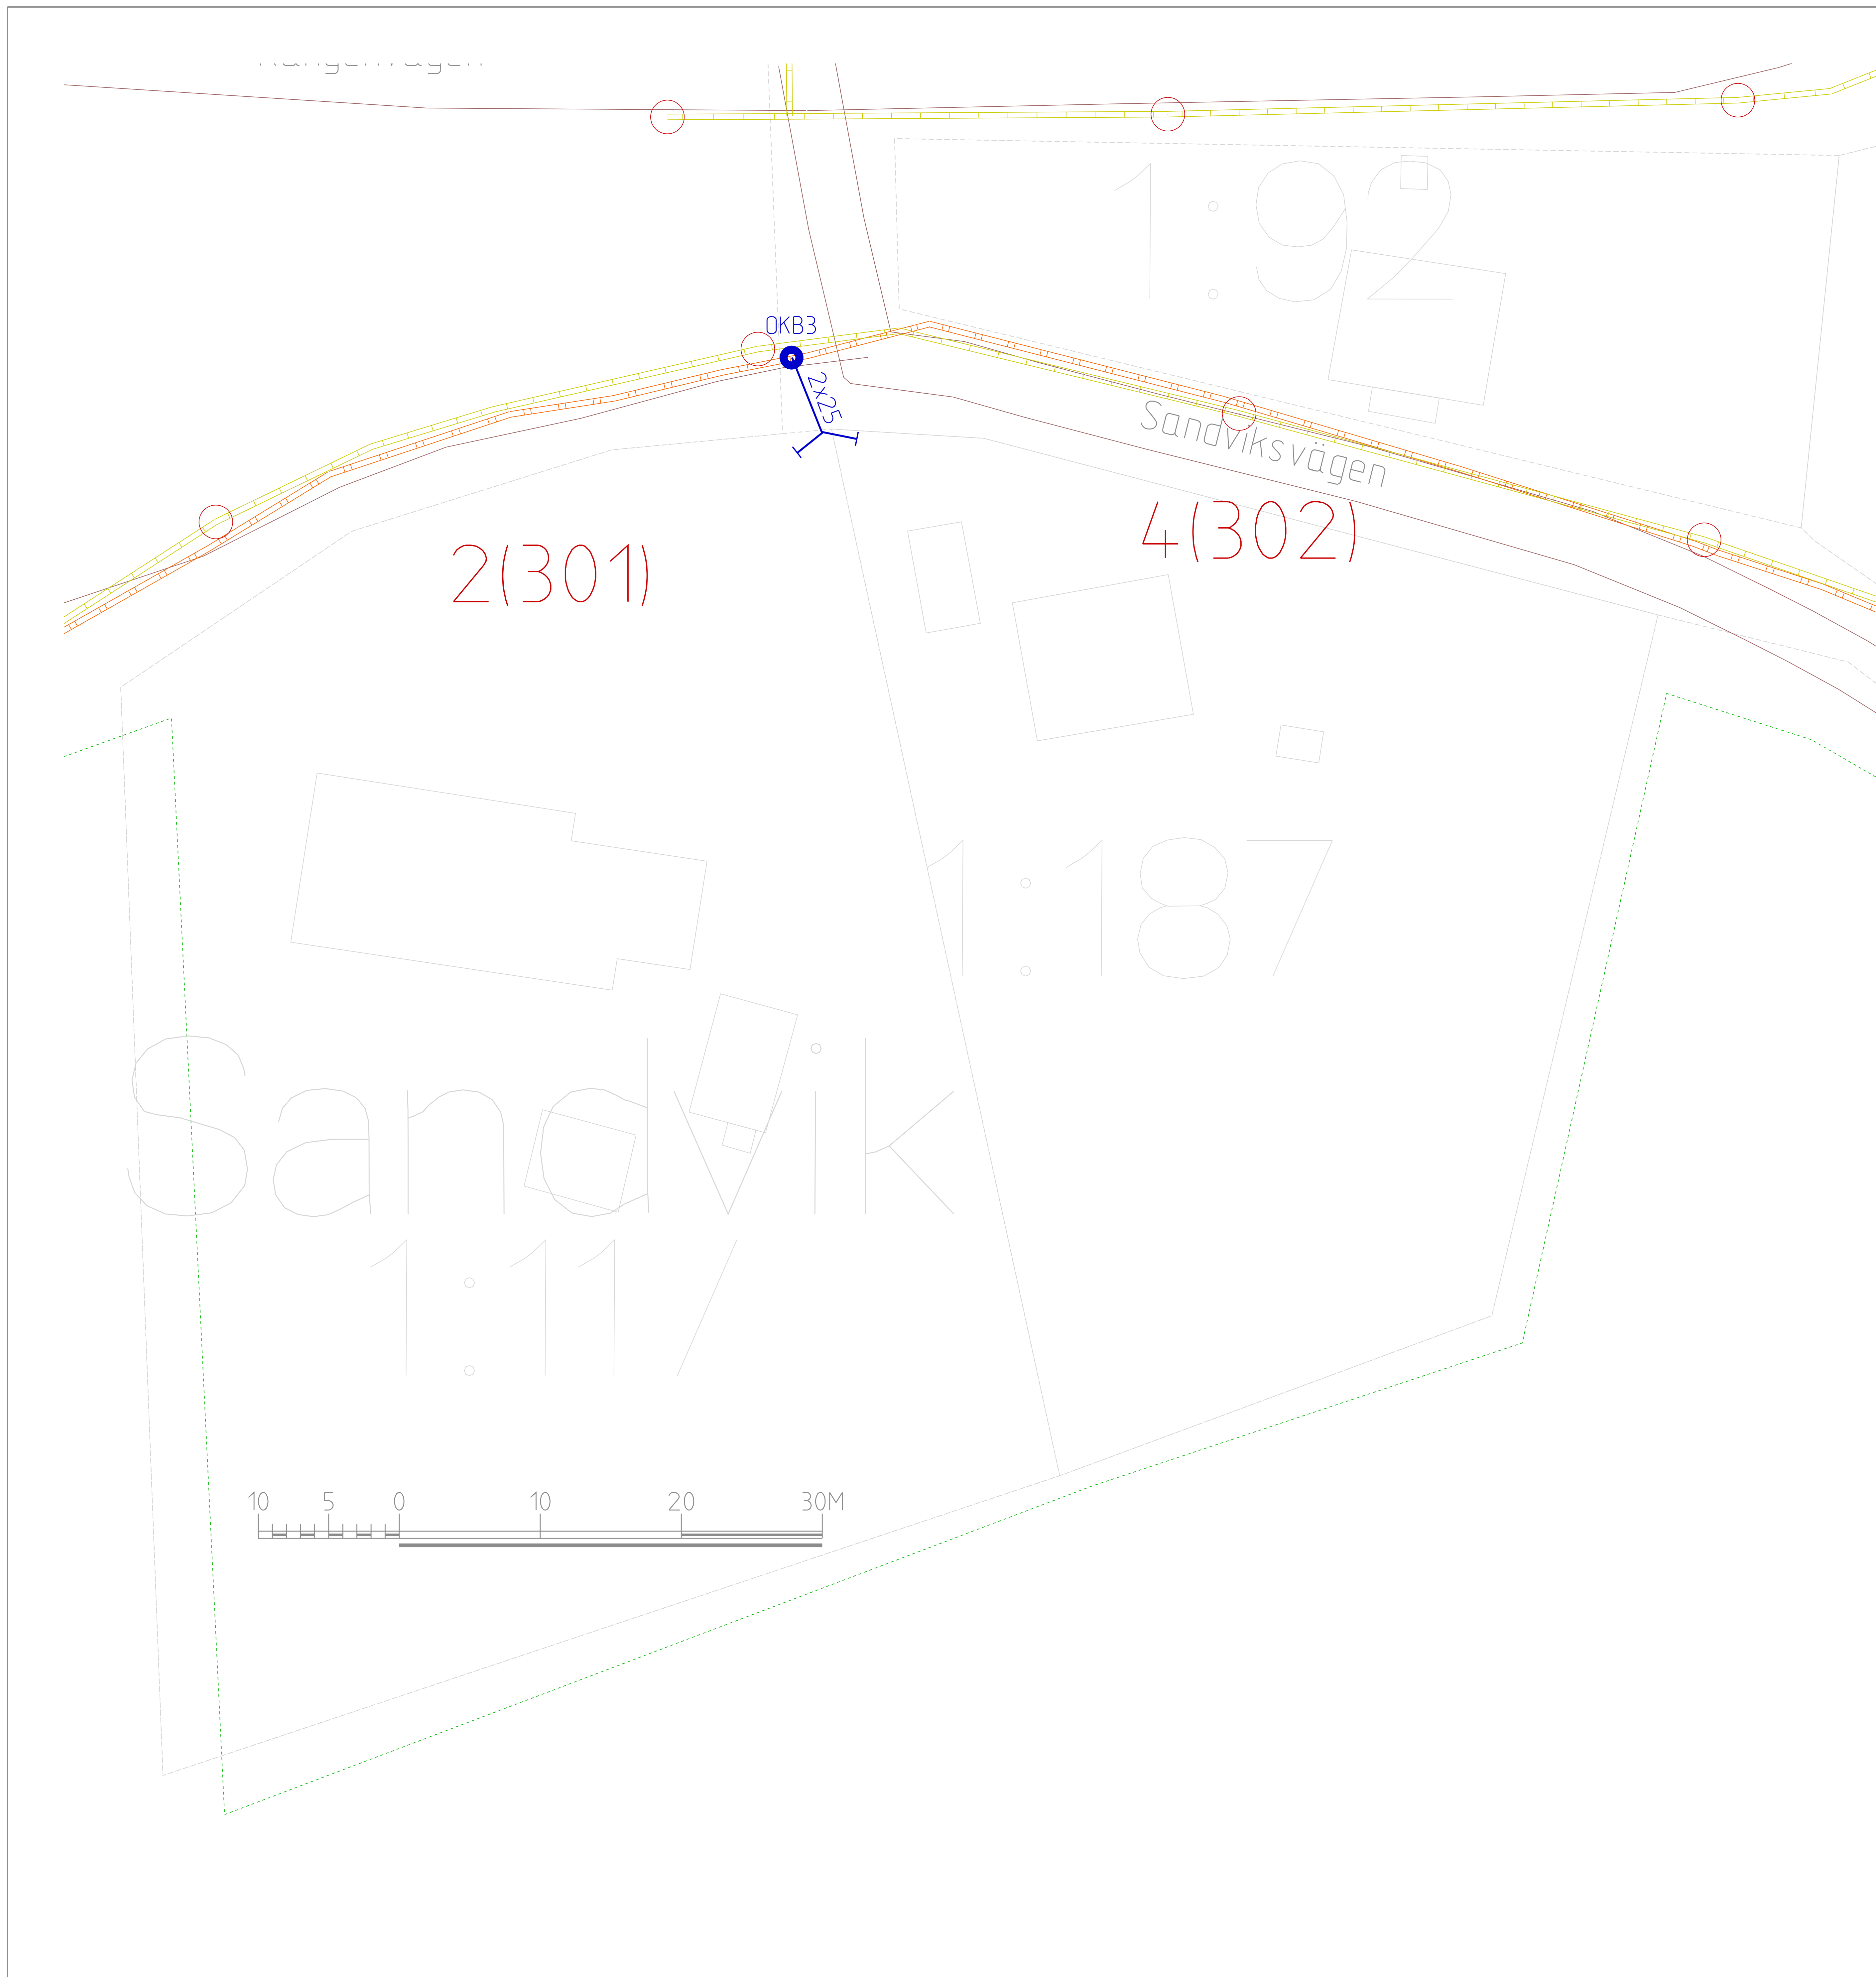 1:92
OKB3
2x25
Sandviksvägen
2(301)
4(302)
1:187
Sandvik
1:117
10 5 0 10 20 30M